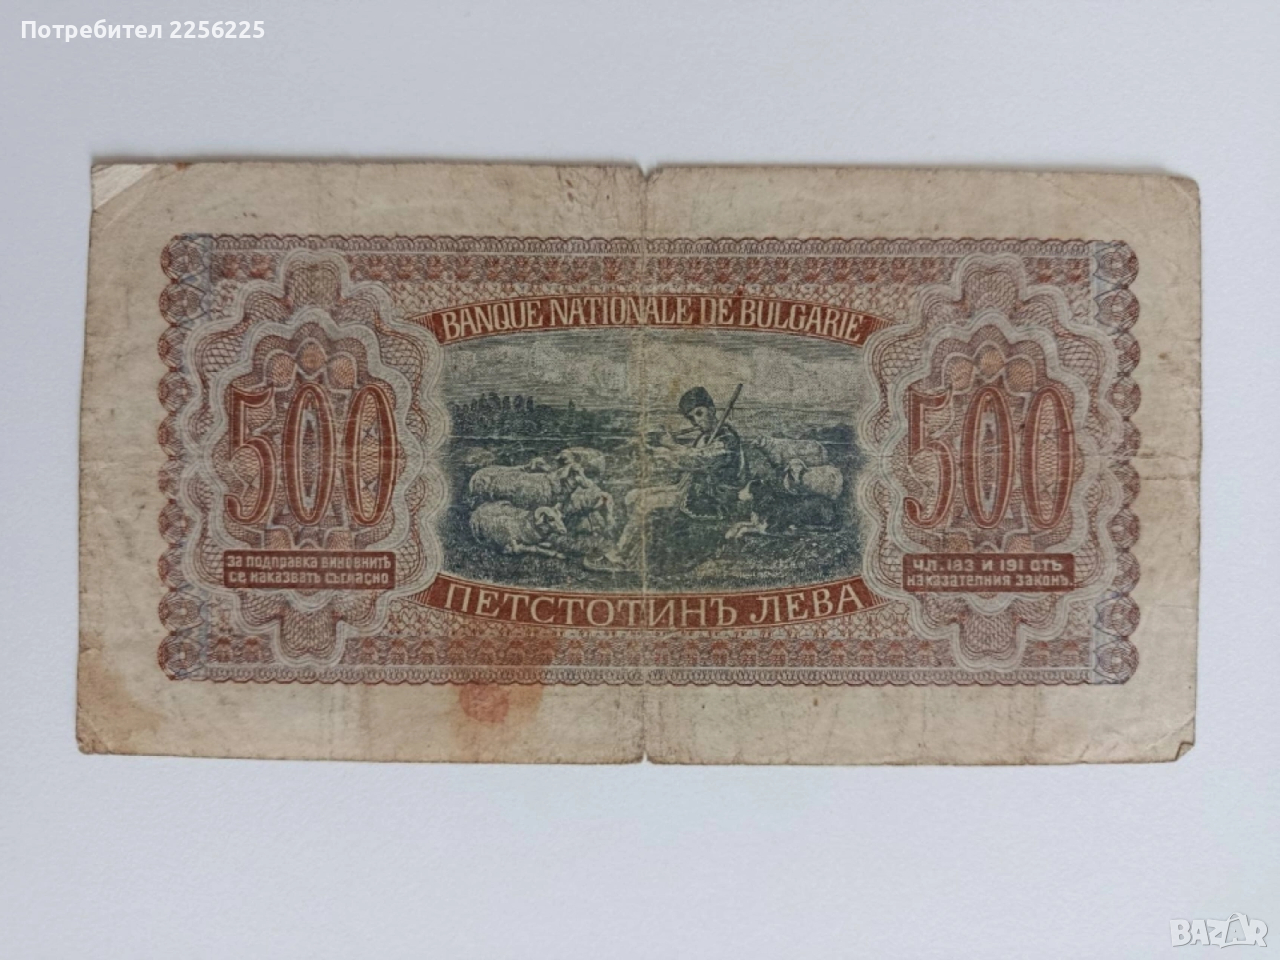 Потребител 2256225
BANQUE NATIONALE DE BULGARIE
500
500
ЗА ПОДПРАВКА ВИНОВНИТѢ
СЕ НАКАЗВАТЪ СЪГЛАСНО
ЧЛ. 183 И 191 ОТЪ
НАКАЗАТЕЛНИЯ ЗАКОНЪ.
ПЕТСТОТИНЪ ЛЕВА
BAZAR